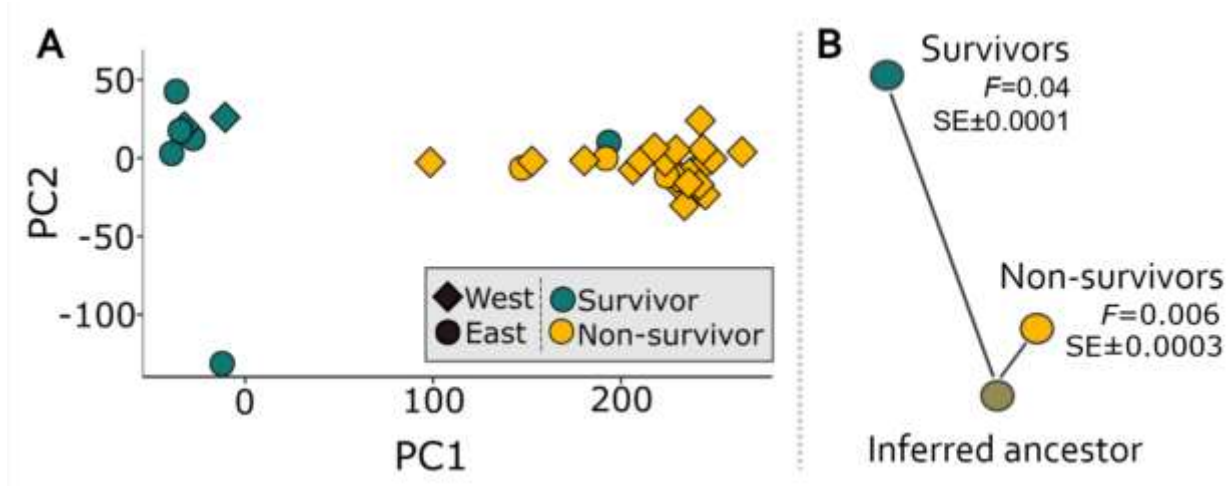 A
50
0
-50
-100
PC2
0 100 200
PC1
West Survivor
East Non-survivor
B
Survivors
F=0.04
SE±0.0001
Non-survivors
F=0.006
SE±0.0003
Inferred ancestor